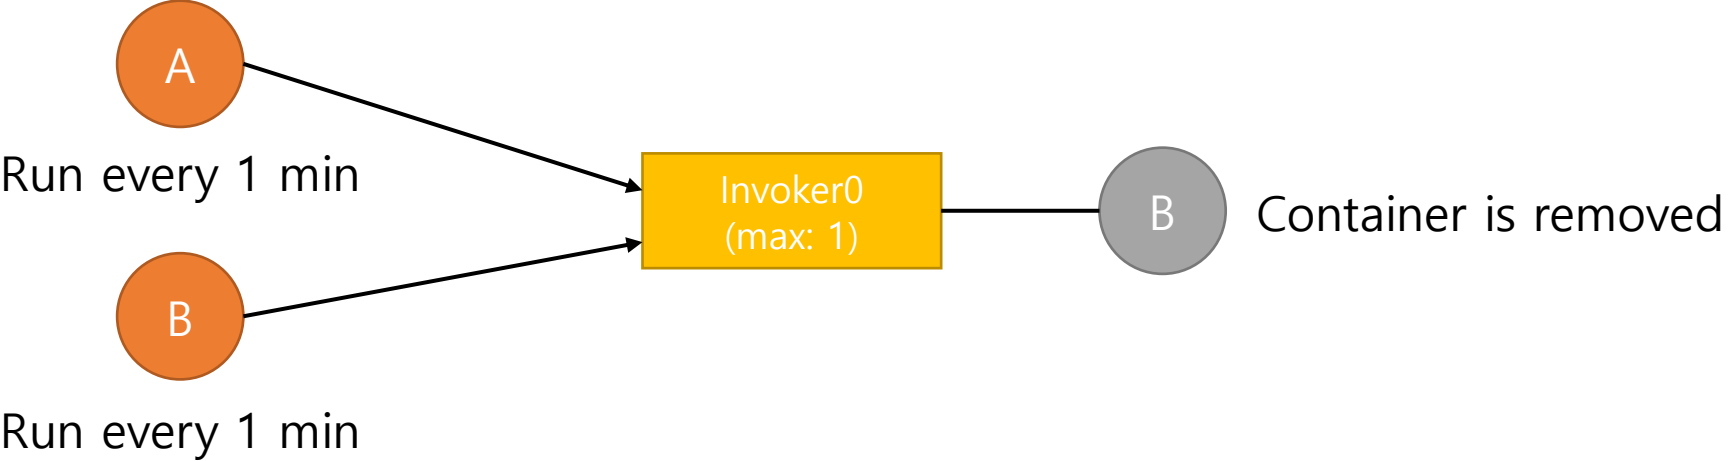 A
Run every 1 min
B
Run every 1 min
Invoker0
(max: 1)
B
Container is removed